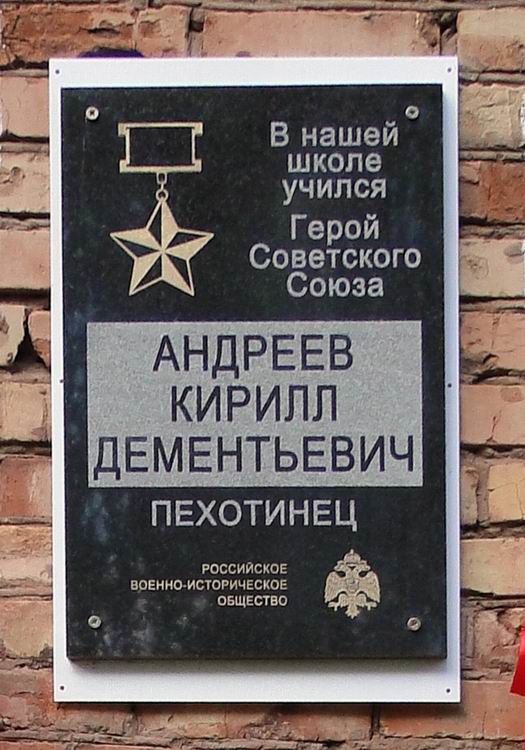 В нашей
школе
учился
Герой
Советского
Союза
АНДРЕЕВ
КИРИЛЛ
ДЕМЕНТЬЕВИЧ
ПЕХОТИНЕЦ
РОССИЙСКОЕ
ВОЕННО-ИСТОРИЧЕСКОЕ
ОБЩЕСТВО